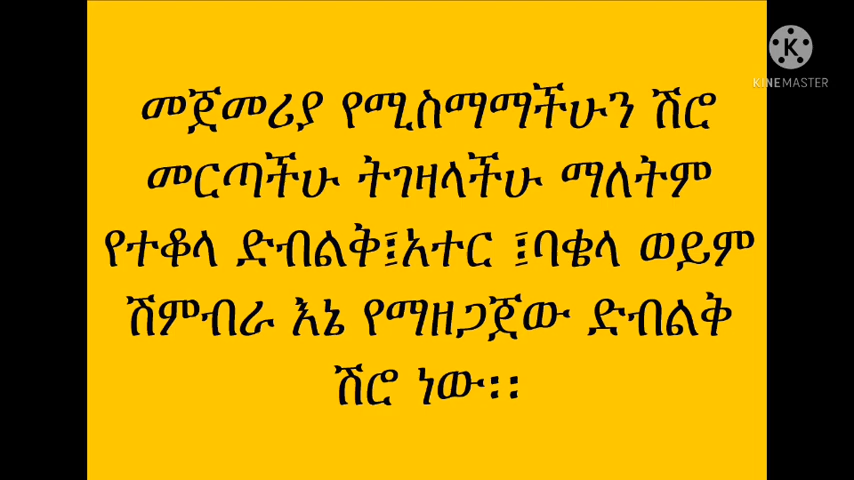 መጀመሪያ የሚስማማችሁን ሽሮ
መርጣችሁ ትገዛላችሁ ማለትም
የተቆላ ድብልቅ፤አተር ፤ባቄላ ወይም
ሽምብራ እኔ የማዘጋጀው ድብልቅ
ሽሮ ነው፡፡
KINEMASTER